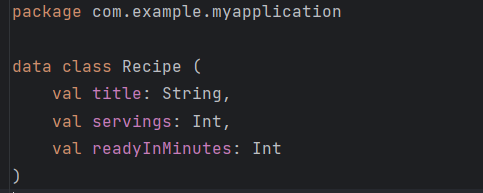 package com.example.myapplication
data class Recipe (
    val title: String,
    val servings: Int,
    val readyInMinutes: Int
)